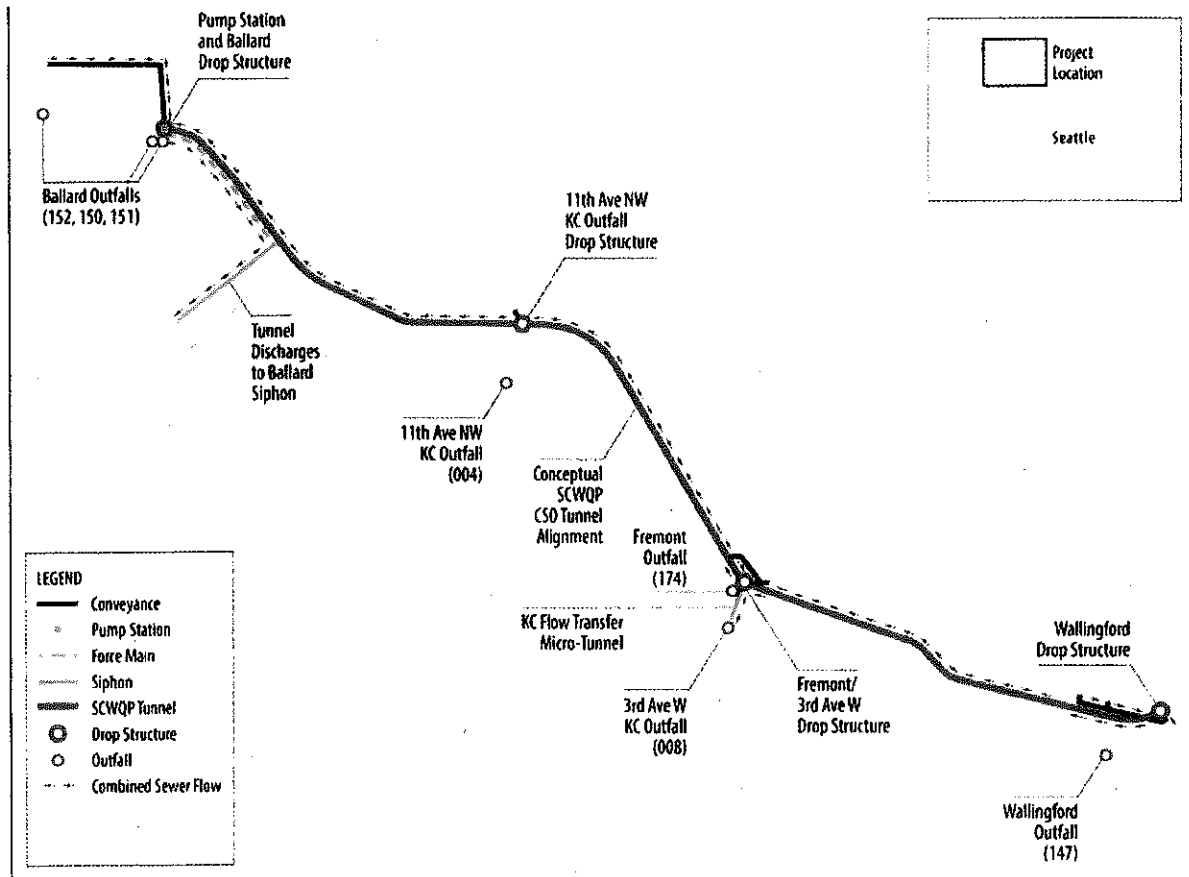 Pump Station
and Ballard
Drop Structure
Project
Location
Seattle
Ballard Outfalls
(152, 150, 151)
11th Ave NW
KC Outfall
Drop Structure
Tunnel
Discharges
to Ballard
Siphon
11th Ave NW
KC Outfall
(004)
Conceptual
SCWQP
CSO Tunnel
Alignment
Fremont
Outfall
(174)
KC Flow Transfer
Micro-Tunnel
3rd Ave W
KC Outfall
(008)
Fremont/
3rd Ave W
Drop Structure
Wallingford
Drop Structure
Wallingford
Outfall
(147)
LEGEND
Conveyance
Pump Station
Force Main
Siphon
SCWQP Tunnel
Drop Structure
Outfall
Combined Sewer Flow